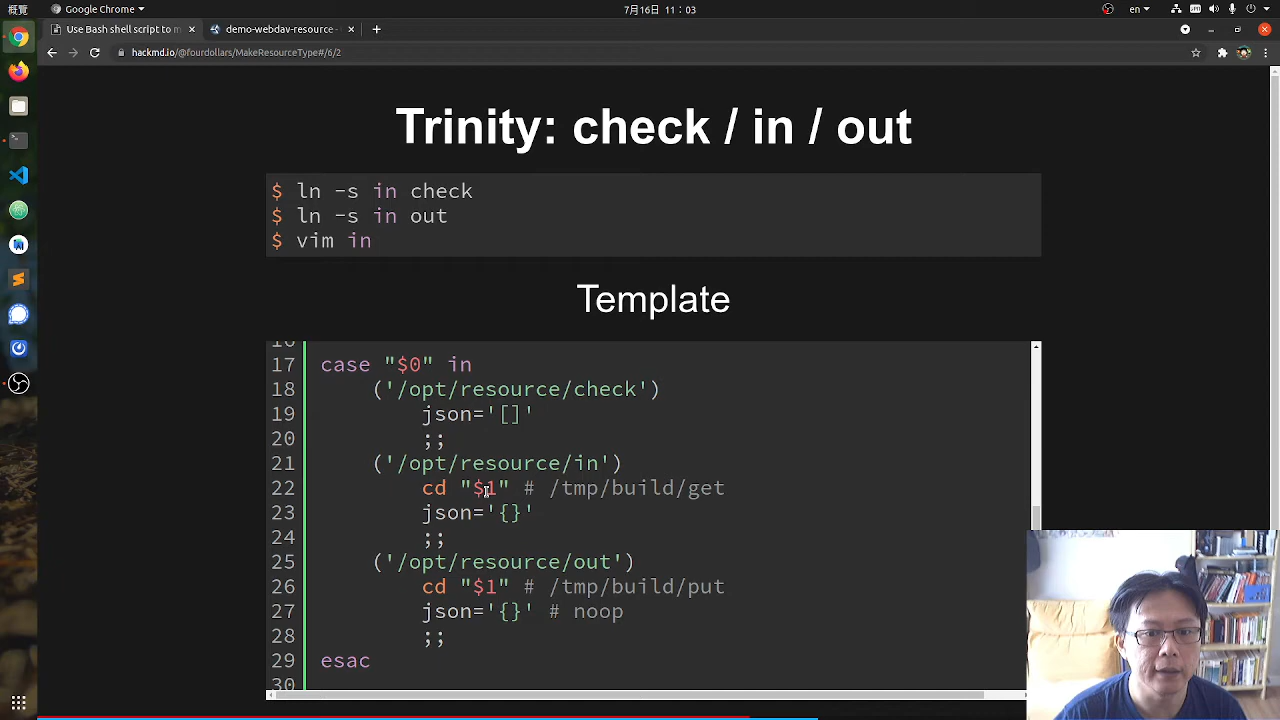 概覽
Google Chrome
7月16日 11：03
en
Use Bash shell script to m
demo-webdav-resource -
hackmd.io/@fourdollars/MakeResourceType#/6/2
Trinity: check / in / out
$ ln -s in check
$ ln -s in out
$ vim in
Template
16
17 case "$0" in
18 ('/opt/resource/check')
19 json='[]'
20 ;;
21 ('/opt/resource/in')
22 cd "$1" # /tmp/build/get
23 json='{}'
24 ;;
25 ('/opt/resource/out')
26 cd "$1" # /tmp/build/put
27 json='{}' # noop
28 ;;
29 esac
30